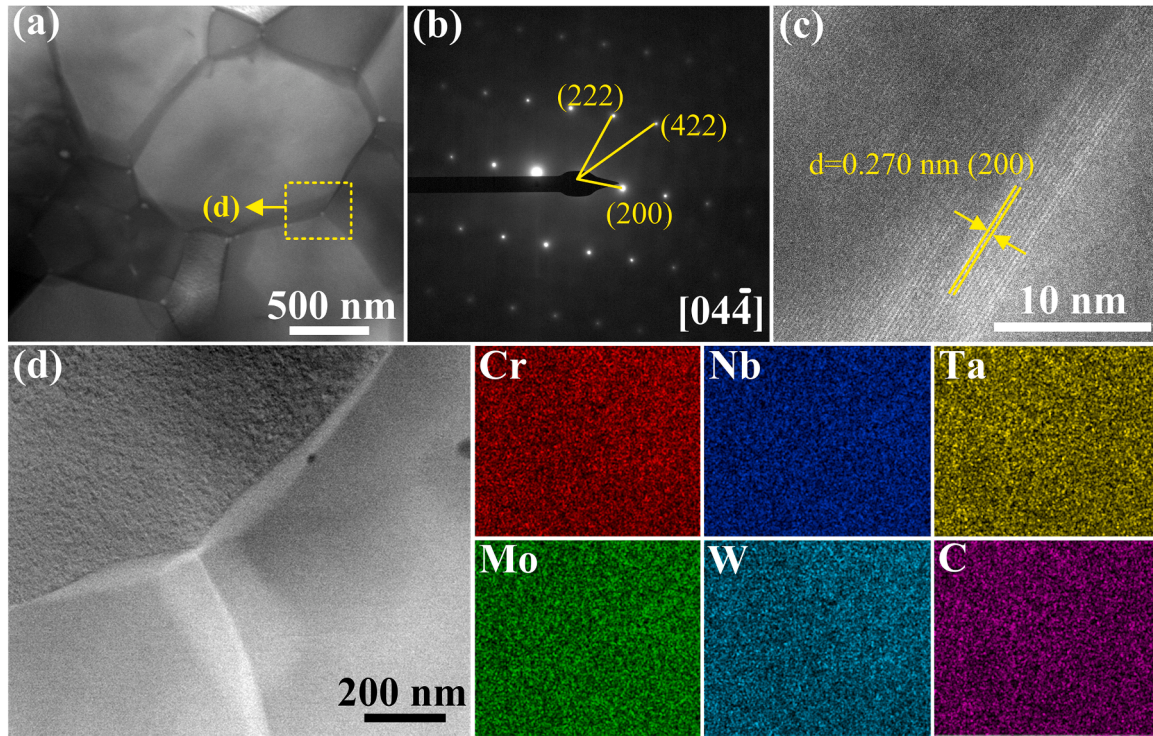 (a)
(d)
500 nm
(b)
(222)
(422)
(200)
[044̄]
(c)
d=0.270 nm (200)
10 nm
(d)
200 nm
Cr
Nb
Ta
Mo
W
C